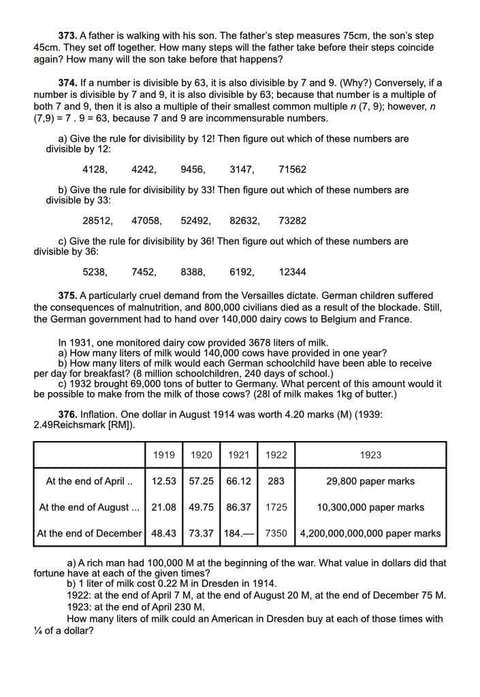 373. A father is walking with his son. The father's step measures 75cm, the son's step
45cm. They set off together. How many steps will the father take before their steps coincide
again? How many will the son take before that happens?
374. If a number is divisible by 63, it is also divisible by 7 and 9. (Why?) Conversely, if a
number is divisible by 7 and 9, it is also divisible by 63; because that number is a multiple of
both 7 and 9, then it is also a multiple of their smallest common multiple n (7, 9); however, n
(7,9) = 7 . 9 = 63, because 7 and 9 are incommensurable numbers.
a) Give the rule for divisibility by 12! Then figure out which of these numbers are
divisible by 12:
4128, 4242, 9456, 3147, 71562
b) Give the rule for divisibility by 33! Then figure out which of these numbers are
divisible by 33:
28512, 47058, 52492, 82632, 73282
c) Give the rule for divisibility by 36! Then figure out which of these numbers are
divisible by 36:
5238, 7452, 8388, 6192, 12344
375. A particularly cruel demand from the Versailles dictate. German children suffered
the consequences of malnutrition, and 800,000 civilians died as a result of the blockade. Still,
the German government had to hand over 140,000 dairy cows to Belgium and France.
In 1931, one monitored dairy cow provided 3678 liters of milk.
a) How many liters of milk would 140,000 cows have provided in one year?
b) How many liters of milk would each German schoolchild have been able to receive
per day for breakfast? (8 million schoolchildren, 240 days of school.)
c) 1932 brought 69,000 tons of butter to Germany. What percent of this amount would it
be possible to make from the milk of those cows? (28l of milk makes 1kg of butter.)
376. Inflation. One dollar in August 1914 was worth 4.20 marks (M) (1939:
2.49Reichsmark [RM]).
1919 1920 1921 1922 1923
At the end of April .. 12.53 57.25 66.12 283 29,800 paper marks
At the end of August ... 21.08 49.75 86.37 1725 10,300,000 paper marks
At the end of December 48.43 73.37 184.— 7350 4,200,000,000,000 paper marks
a) A rich man had 100,000 M at the beginning of the war. What value in dollars did that
fortune have at each of the given times?
b) 1 liter of milk cost 0.22 M in Dresden in 1914.
1922: at the end of April 7 M, at the end of August 20 M, at the end of December 75 M.
1923: at the end of April 230 M.
How many liters of milk could an American in Dresden buy at each of those times with
¼ of a dollar?